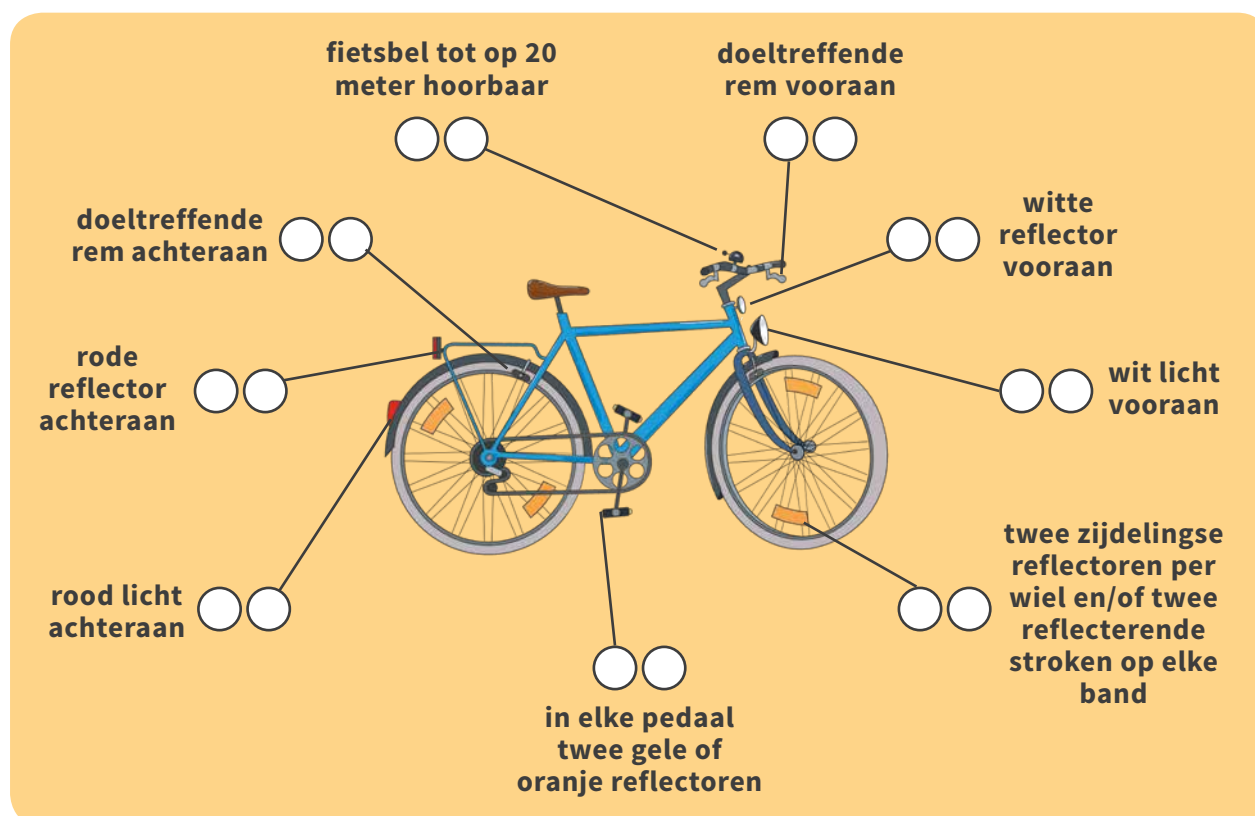 fietsbel tot op 20
meter hoorbaar
doeltreffende
rem vooraan
doeltreffende
rem achteraan
witte
reflector
vooraan
rode
reflector
achteraan
wit licht
vooraan
rood licht
achteraan
twee zijdelingse
reflectoren per
wiel en/of twee
reflecterende
stroken op elke
band
in elke pedaal
twee gele of
oranje reflectoren